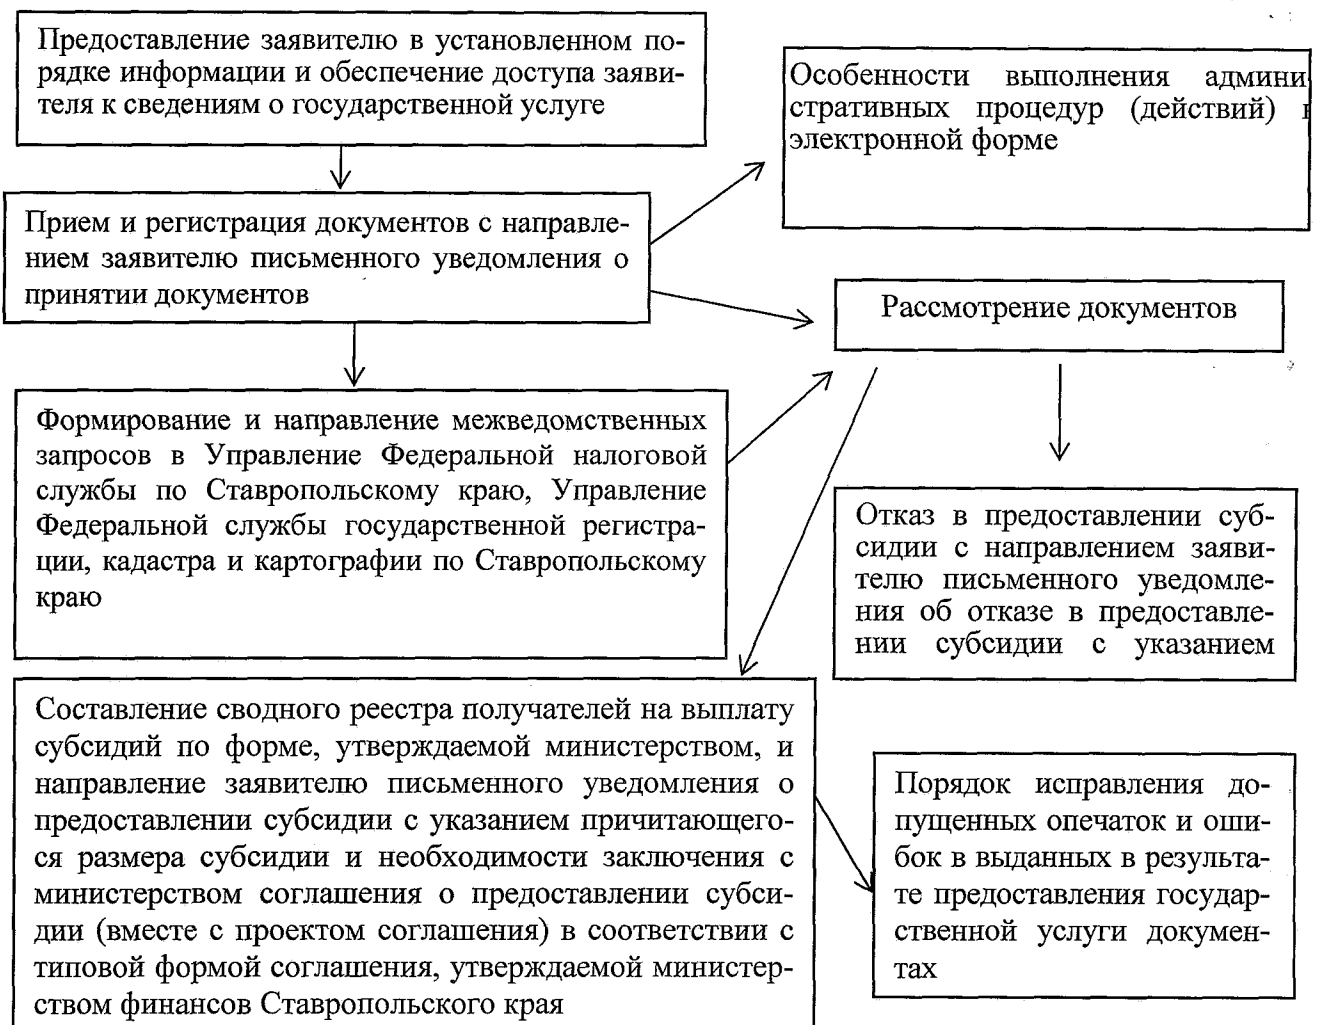 Предоставление заявителю в установленном по-
рядке информации и обеспечение доступа заяви-
теля к сведениям о государственной услуге
Особенности выполнения админи
стративных процедур (действий)
электронной форме
Прием и регистрация документов с направле-
нием заявителю письменного уведомления о
принятии документов
Рассмотрение документов
Формирование и направление межведомственных
запросов в Управление Федеральной налоговой
службы по Ставропольскому краю, Управление
Федеральной службы государственной регистра-
ции, кадастра и картографии по Ставропольскому
краю
Отказ в предоставлении суб-
сидии с направлением заяви-
телю письменного уведомле-
ния об отказе в предоставле-
нии субсидии с указанием
Составление сводного реестра получателей на выплату
субсидий по форме, утверждаемой министерством, и
направление заявителю письменного уведомления о
предоставлении субсидии с указанием причитающего-
ся размера субсидии и необходимости заключения с
министерством соглашения о предоставлении субси-
дии (вместе с проектом соглашения) в соответствии с
типовой формой соглашения, утверждаемой министер-
ством финансов Ставропольского края
Порядок исправления до-
пущенных опечаток и оши-
бок в выданных в результа-
те предоставления государ-
ственной услуги докумен-
тах